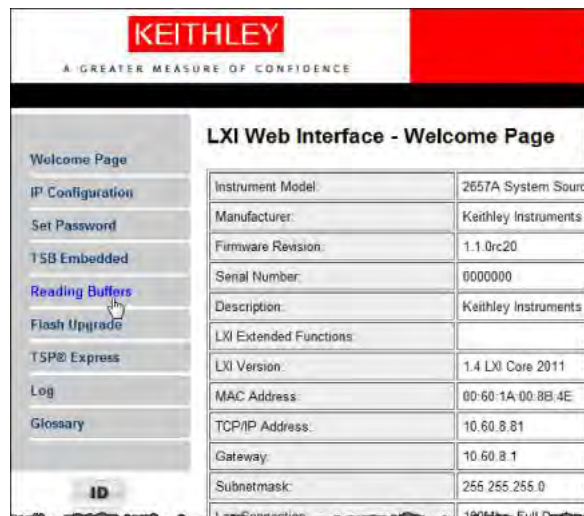 KEITHLEY
A GREATER MEASURE OF CONFIDENCE
Welcome Page
IP Configuration
Set Password
TSB Embedded
Reading Buffers
Flash Upgrade
TSP® Express
Log
Glossary
ID
LXI Web Interface - Welcome Page
Instrument Model: 2657A System Sourc
Manufacturer: Keithley Instruments
Firmware Revision: 1.1.0rc20
Serial Number: 0000000
Description: Keithley Instruments
LXI Extended Functions:
LXI Version: 1.4 LXI Core 2011
MAC Address: 00:60:1A:00:8B:4E
TCP/IP Address: 10.60.8.81
Gateway: 10.60.8.1
Subnetmask: 255.255.255.0